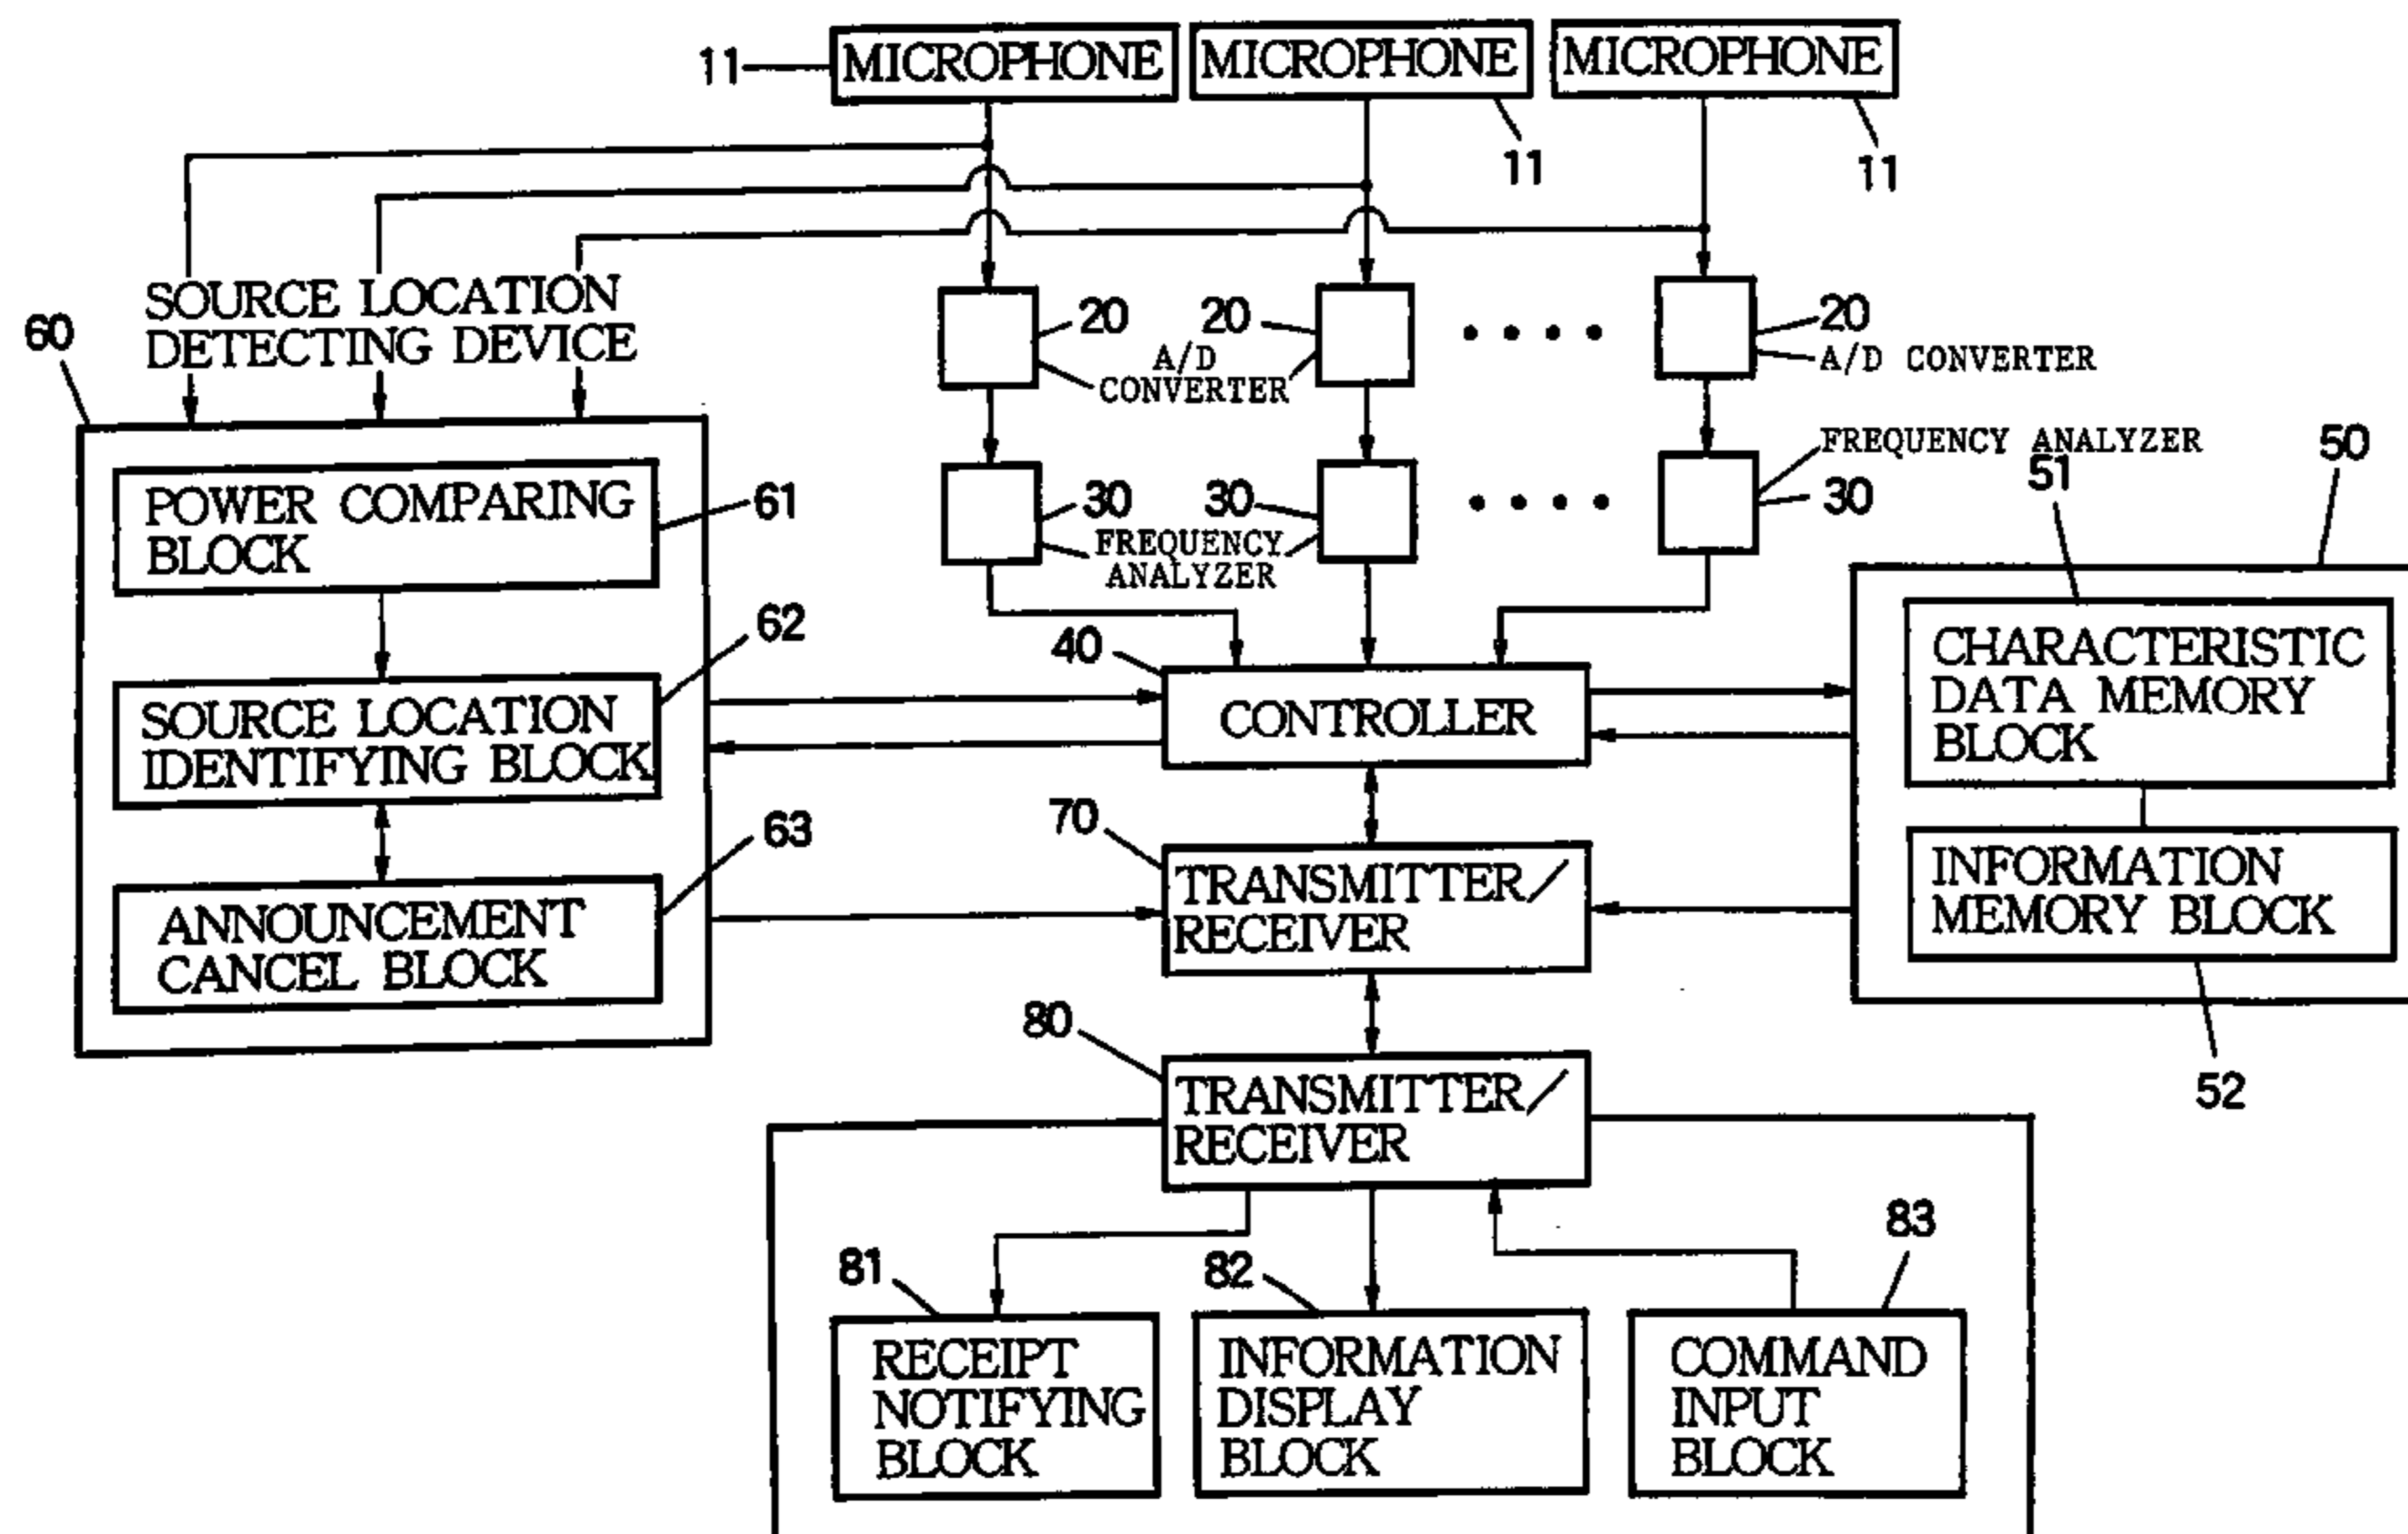 11
MICROPHONE
MICROPHONE
MICROPHONE
11
11
SOURCE LOCATION
DETECTING DEVICE
60
20
20
20
A/D
CONVERTER
A/D CONVERTER
POWER COMPARING
BLOCK
61
30
30
30
FREQUENCY
ANALYZER
FREQUENCY ANALYZER
50
51
62
40
SOURCE LOCATION
IDENTIFYING BLOCK
CONTROLLER
CHARACTERISTIC
DATA MEMORY
BLOCK
63
70
ANNOUNCEMENT
CANCEL BLOCK
TRANSMITTER/
RECEIVER
INFORMATION
MEMORY BLOCK
52
80
TRANSMITTER/
RECEIVER
81
82
83
RECEIPT
NOTIFYING
BLOCK
INFORMATION
DISPLAY
BLOCK
COMMAND
INPUT
BLOCK